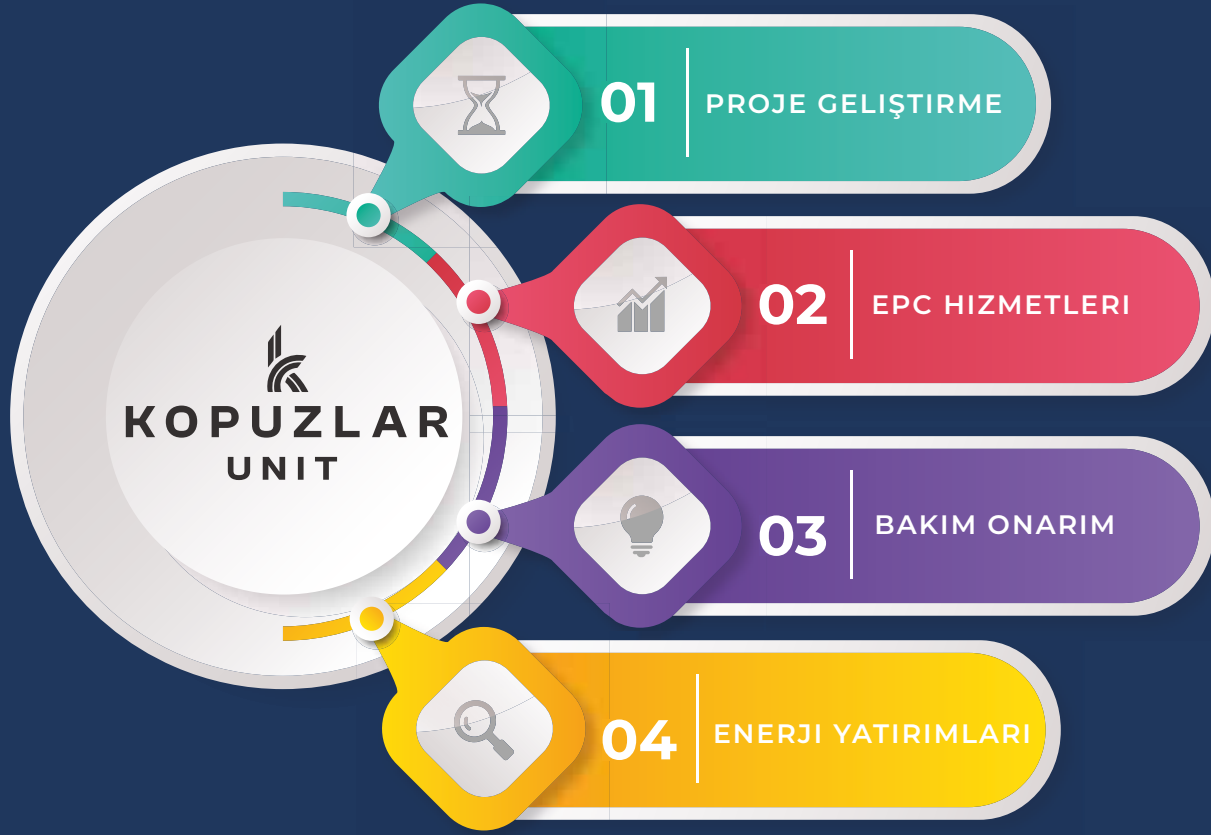 KOPUZLAR
UNIT
01 PROJE GELIŞTIRME
02 EPC HIZMETLERI
03 BAKIM ONARIM
04 ENERJI YATIRIMLARI